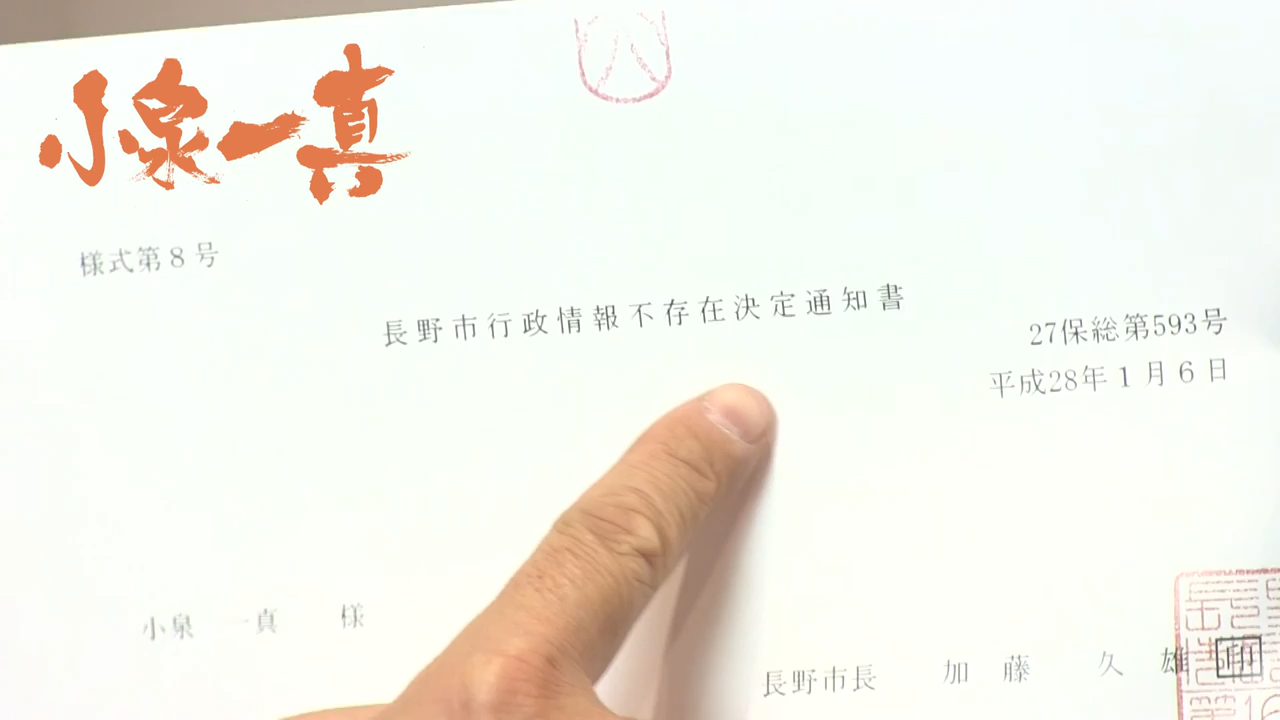 小泉一真
様式第8号
長野市行政情報不存在決定通知書
27保総第593号
平成28年1月6日
小泉 一真 様
長野市長 加藤 久雄 印